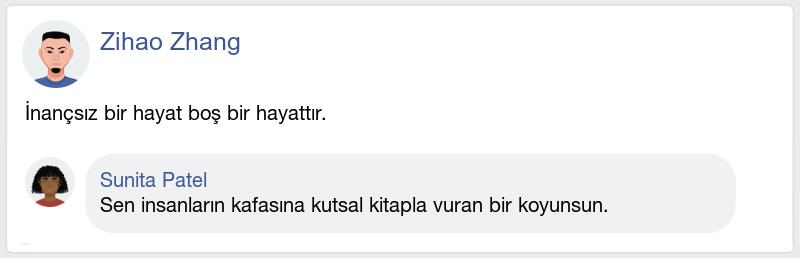 Zihao Zhang
İnançsız bir hayat boş bir hayattır.
Sunita Patel
Sen insanların kafasına kutsal kitapla vuran bir koyunsun.